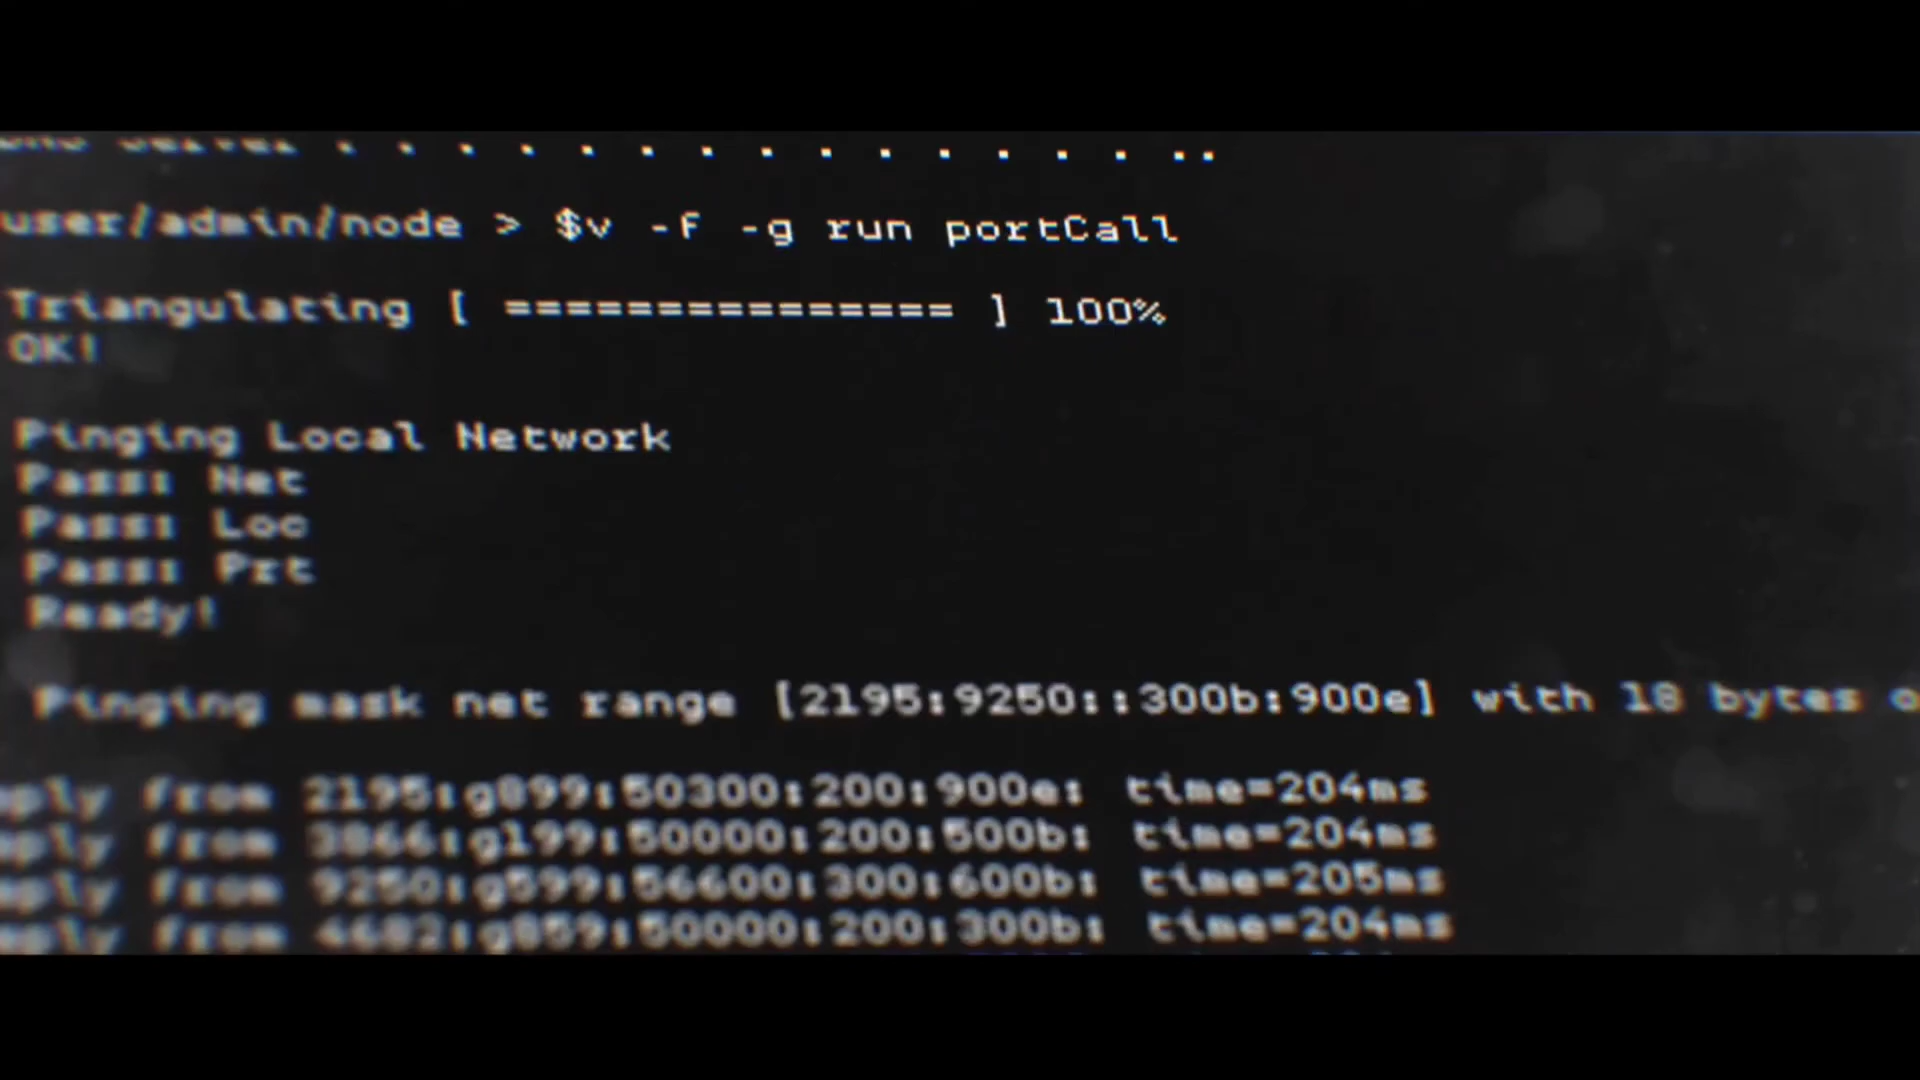 user/admin/node > $v -f -g run portCall
Triangulating [ =============== ] 100%
OK!
Pinging Local Network
Pass: Net
Pass: Loc
Pass: Prt
Ready!
Pinging mask net range [2195:9250::300b:900e] with 18 bytes
from 2195:g899:50300:200:900e: time=204ms
from 3866:g199:50000:200:500b: time=204ms
from 9250:g599:56600:300:600b: time=205ms
from 4682:g859:50000:200:300b: time=204ms